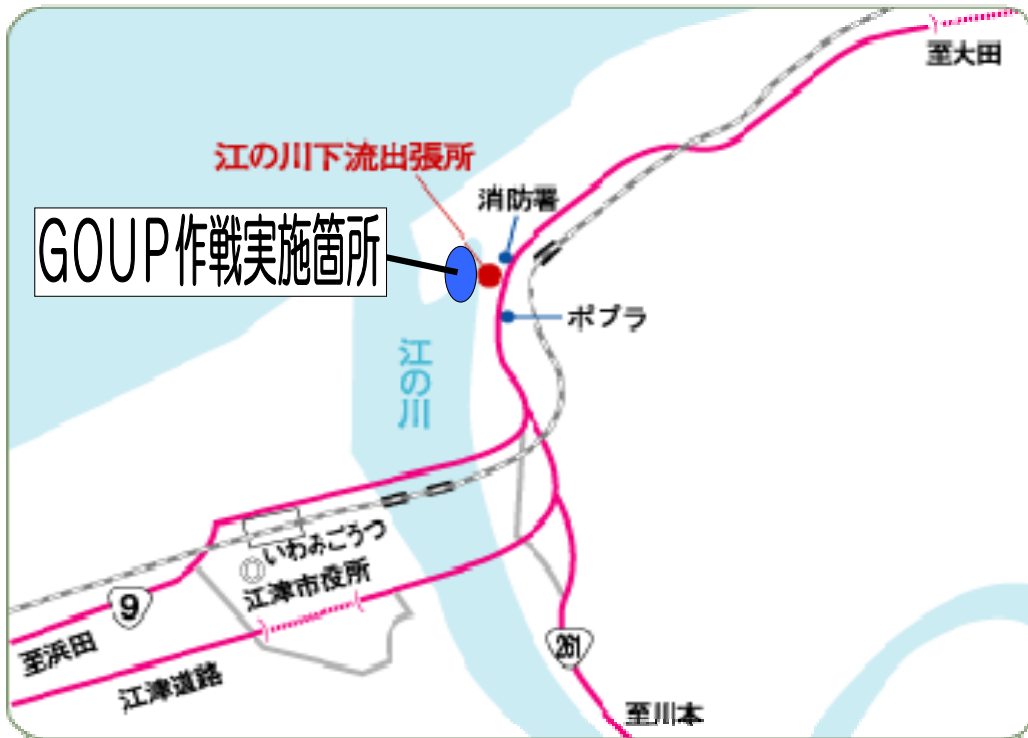 至大田
江の川下流出張所
消防署
GOUP作戦実施箇所
ポプラ
江の川
いわみごうつ
江津市役所
9
至浜田
江津道路
261
至川本